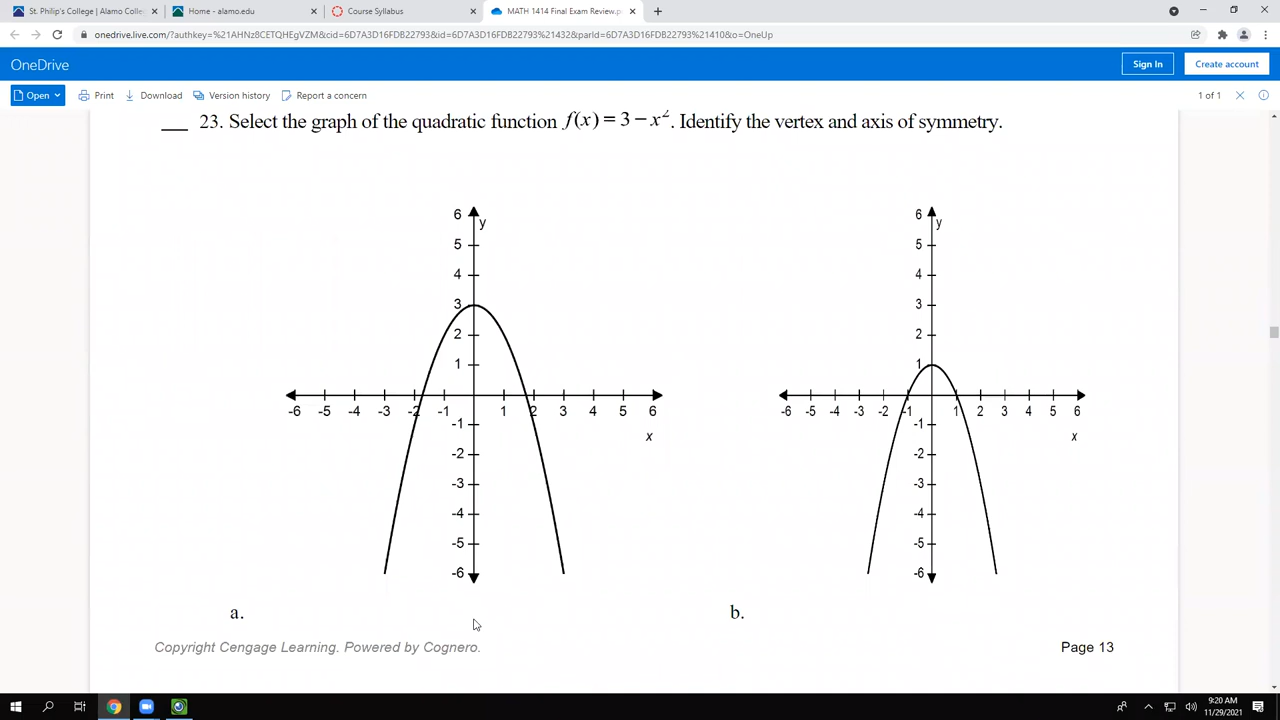 St. Philip's College | Alamo Colle
Home - alamo.edu
Course Syllabus
MATH 1414 Final Exam Review.p
onedrive.live.com/?authkey=%21AHNz8CETQHEgVZM&cid=6D7A3D16FDB22793&id=6D7A3D16FDB22793%21432&parId=6D7A3D16FDB22793%21410&o=OneUp
OneDrive
Sign In
Create account
Open
Print
Download
Version history
Report a concern
1 of 1
___ 23. Select the graph of the quadratic function f(x) = 3 − x². Identify the vertex and axis of symmetry.
6
y
5
4
3
2
1
-6 -5 -4 -3 -2 -1 1 2 3 4 5 6
x
-1
-2
-3
-4
-5
-6
a.
6
y
5
4
3
2
1
-6 -5 -4 -3 -2 -1 1 2 3 4 5 6
x
-1
-2
-3
-4
-5
-6
b.
Copyright Cengage Learning. Powered by Cognero.
Page 13
9:20 AM
11/29/2021